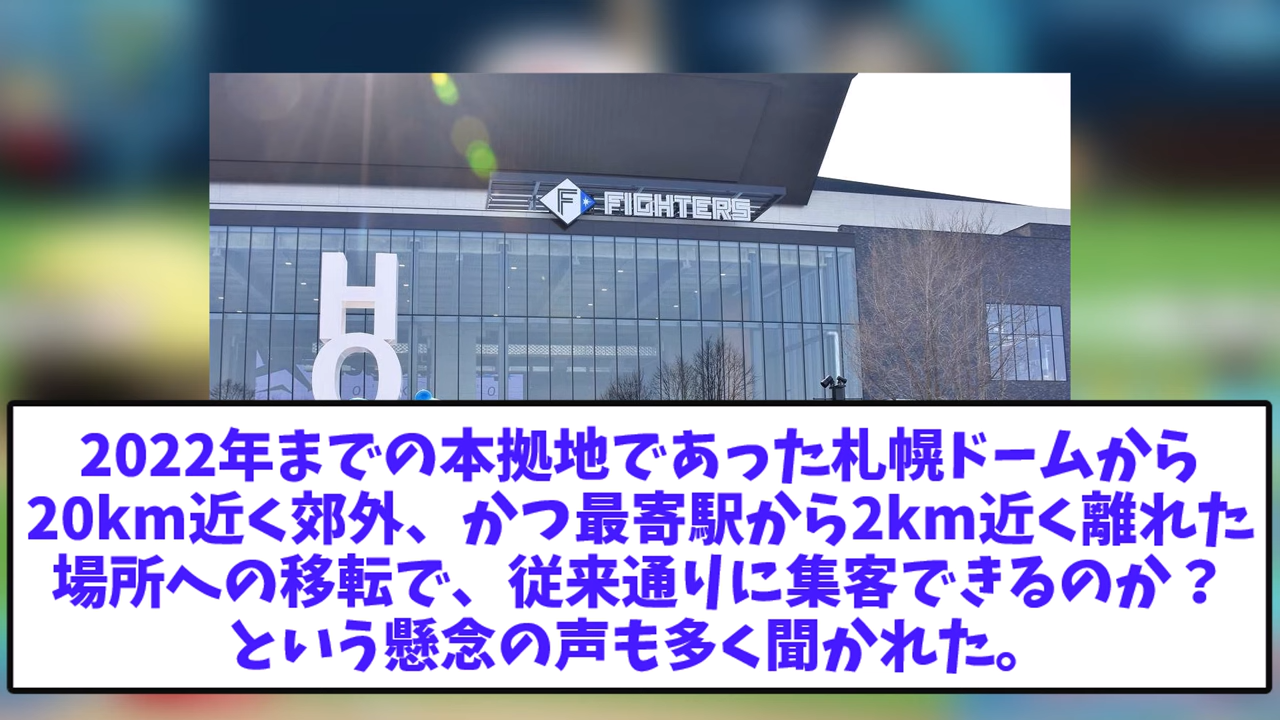 FIGHTERS
HO
2022年までの本拠地であった札幌ドームから
20km近く郊外、かつ最寄駅から2km近く離れた
場所への移転で、従来通りに集客できるのか？
という懸念の声も多く聞かれた。